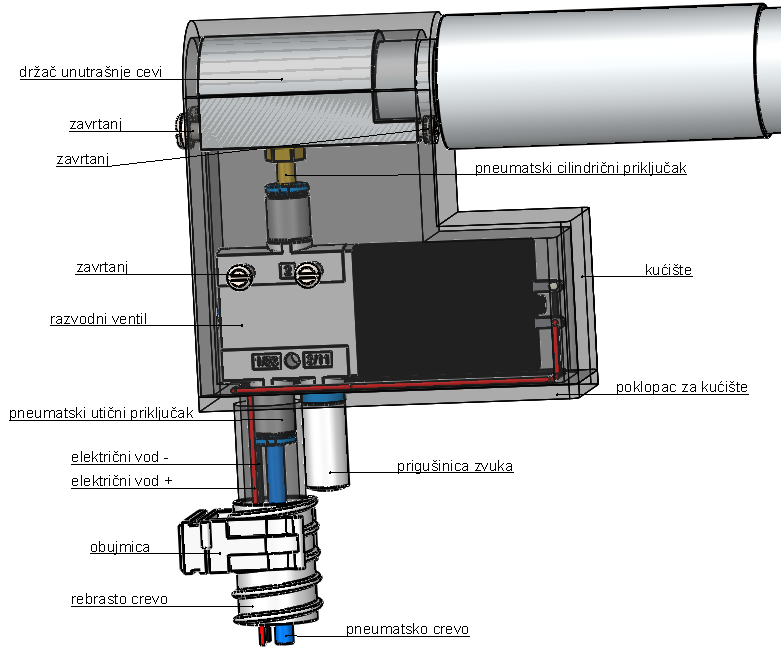 držač unutrašnje cevi
zavrtanj
zavrtanj
pneumatski cilindrični priključak
zavrtanj
kućište
razvodni ventil
poklopac za kućište
pneumatski utični priključak
električni vod -
prigušinica zvuka
električni vod +
obujmica
rebrasto crevo
pneumatsko crevo